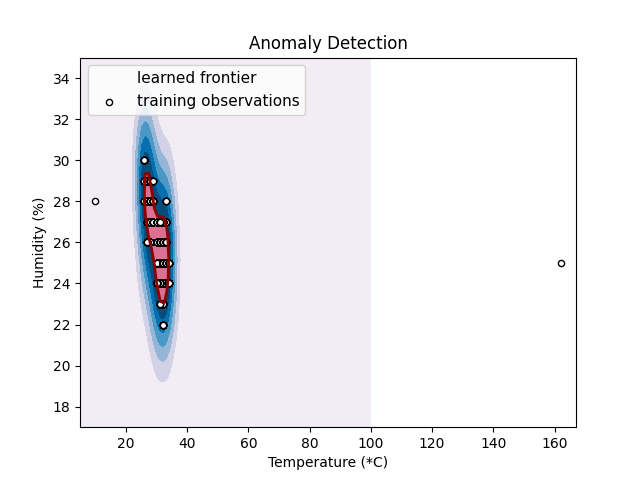 Anomaly Detection
learned frontier
training observations
34
32
30
28
26
24
22
20
18
Humidity (%)
20 40 60 80 100 120 140 160
Temperature (*C)